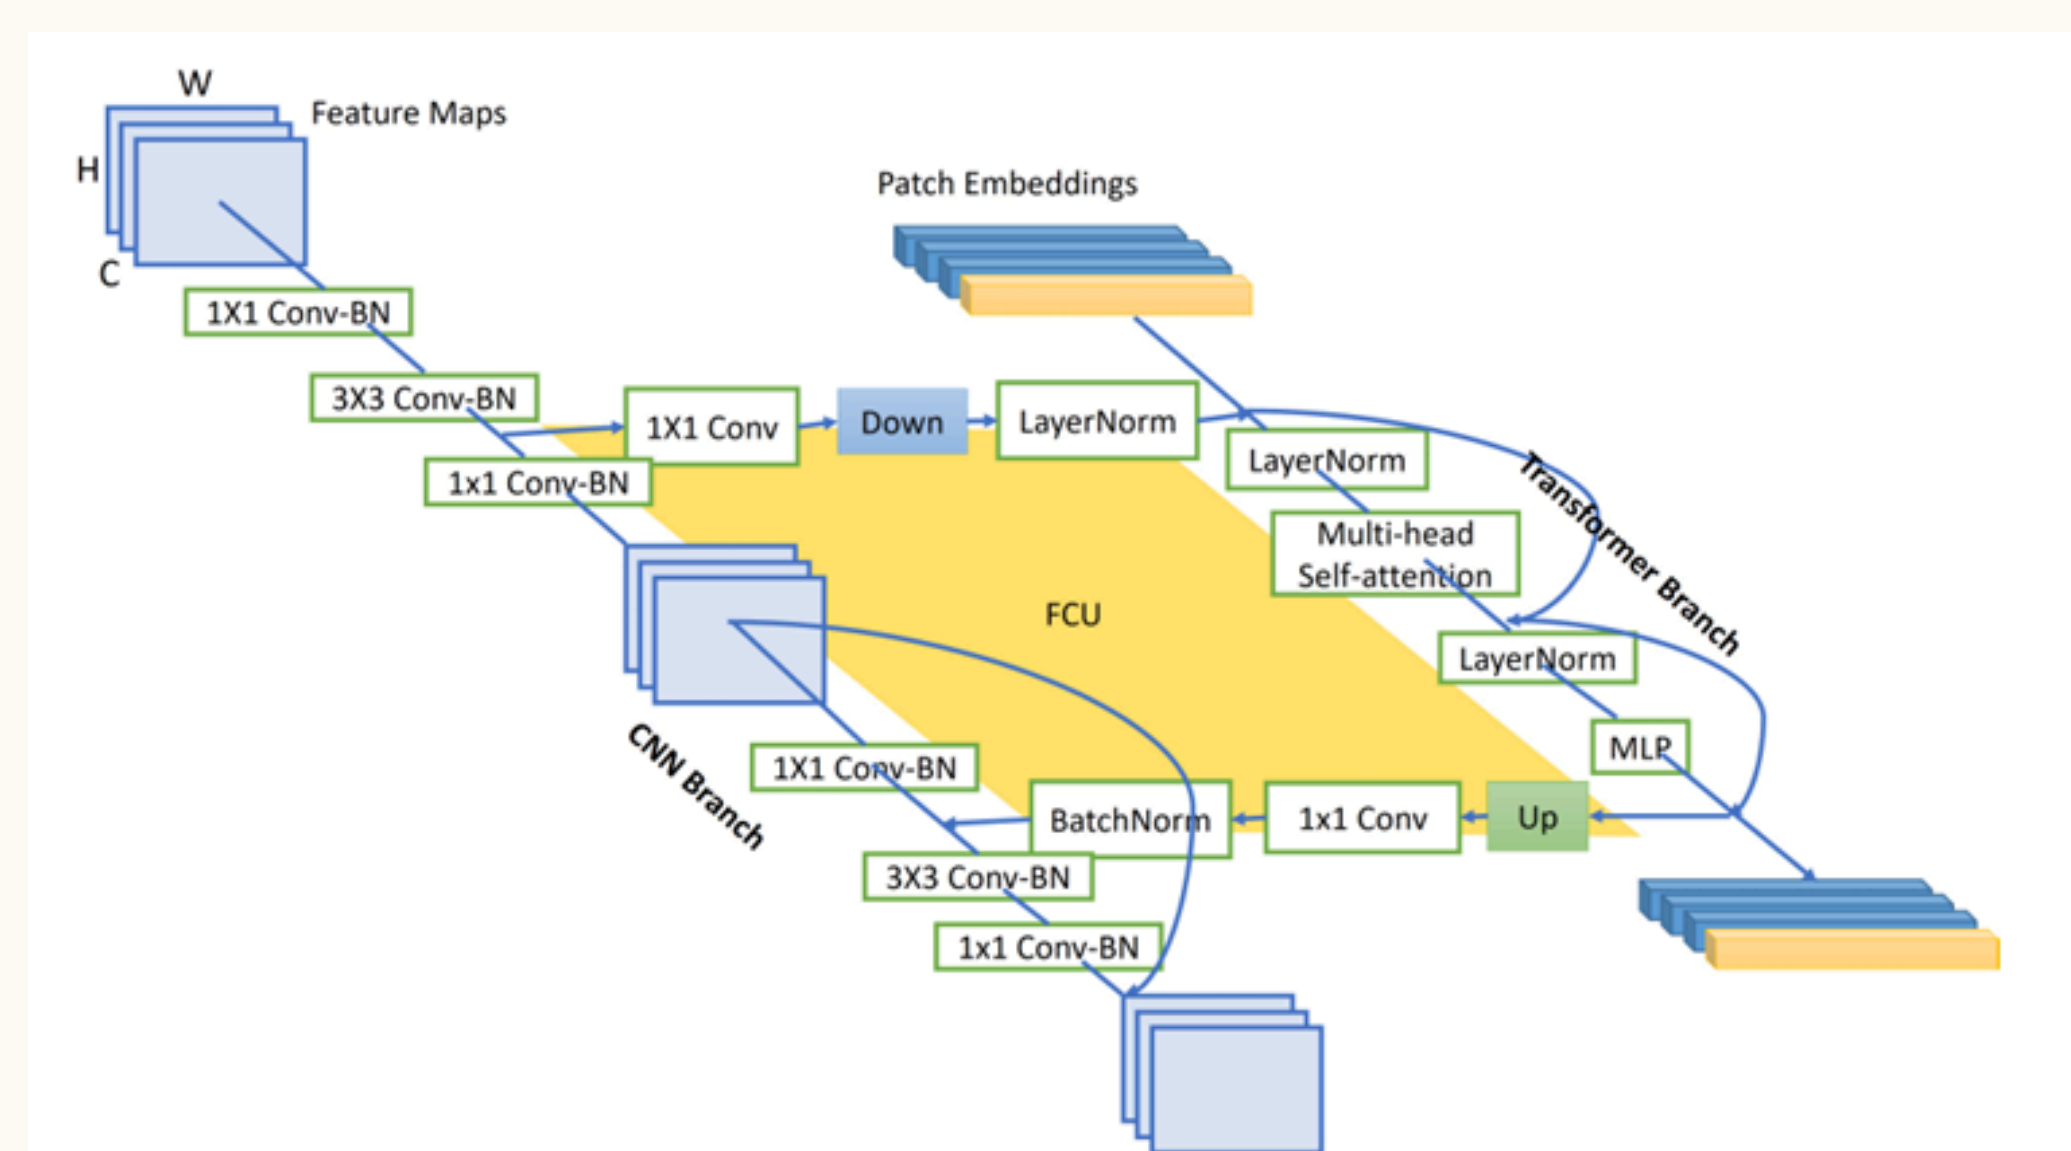 W
Feature Maps
H
C
Patch Embeddings
1X1 Conv-BN
3X3 Conv-BN
1X1 Conv
Down
LayerNorm
LayerNorm
1x1 Conv-BN
Multi-head
Self-attention
Transformer Branch
FCU
LayerNorm
MLP
CNN Branch
1X1 Conv-BN
BatchNorm
1x1 Conv
Up
3X3 Conv-BN
1x1 Conv-BN